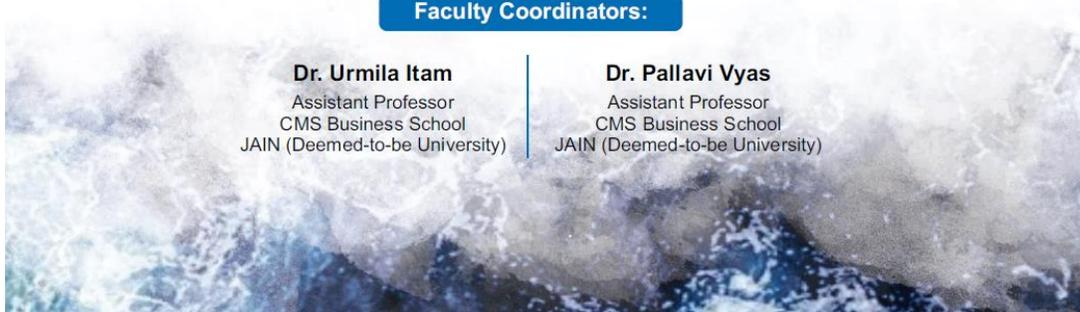 Faculty Coordinators:
Dr. Urmila Itam
Assistant Professor
CMS Business School
JAIN (Deemed-to-be University)
Dr. Pallavi Vyas
Assistant Professor
CMS Business School
JAIN (Deemed-to-be University)